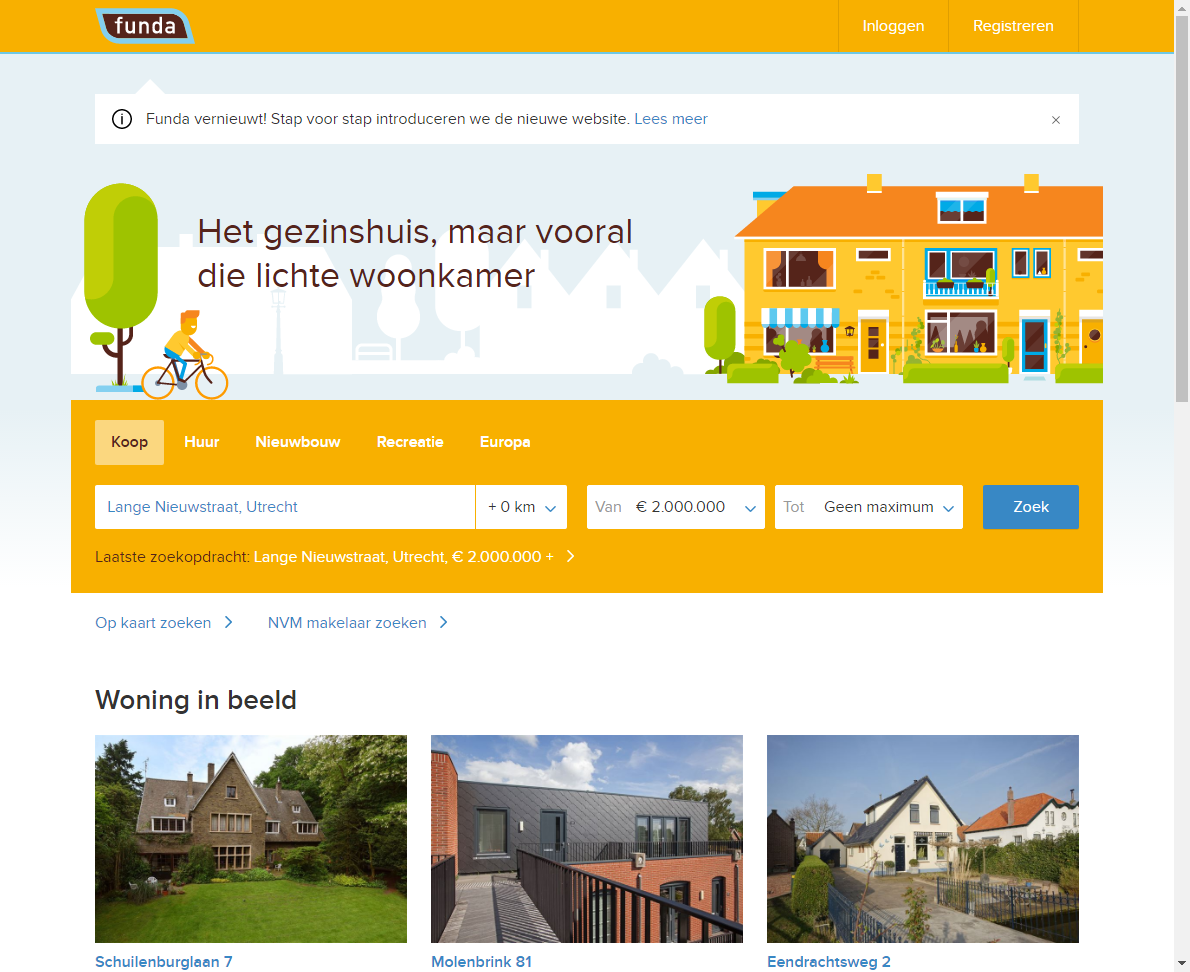 funda
Inloggen
Registreren
Funda vernieuwt! Stap voor stap introduceren we de nieuwe website. Lees meer
Het gezinshuis, maar vooral
die lichte woonkamer
Koop Huur Nieuwbouw Recreatie Europa
Lange Nieuwstraat, Utrecht + 0 km Van € 2.000.000 Tot Geen maximum Zoek
Laatste zoekopdracht: Lange Nieuwstraat, Utrecht, € 2.000.000 +
Op kaart zoeken NVM makelaar zoeken
Woning in beeld
Schuilenburglaan 7 Molenbrink 81 Eendrachtsweg 2